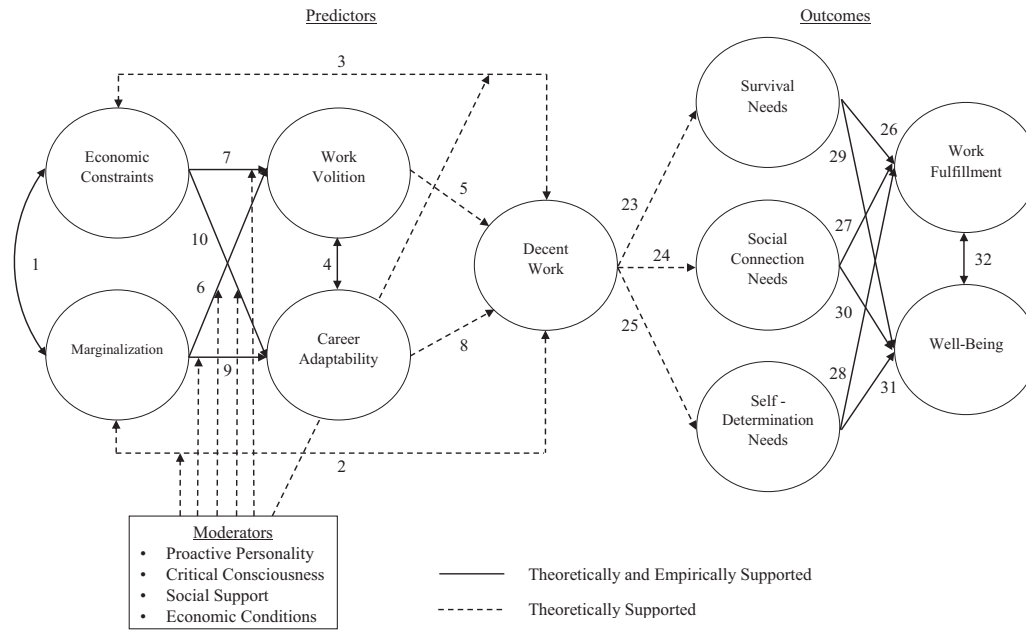 Predictors
Outcomes
3
Economic
Constraints
7
Work
Volition
5
10
1
4
6
Marginalization
9
Career
Adaptability
8
2
Decent
Work
23
24
25
Survival
Needs
Social
Connection
Needs
Self -
Determination
Needs
26
29
27
30
28
31
Work
Fulfillment
32
Well-Being
Moderators
• Proactive Personality
• Critical Consciousness
• Social Support
• Economic Conditions
Theoretically and Empirically Supported
Theoretically Supported